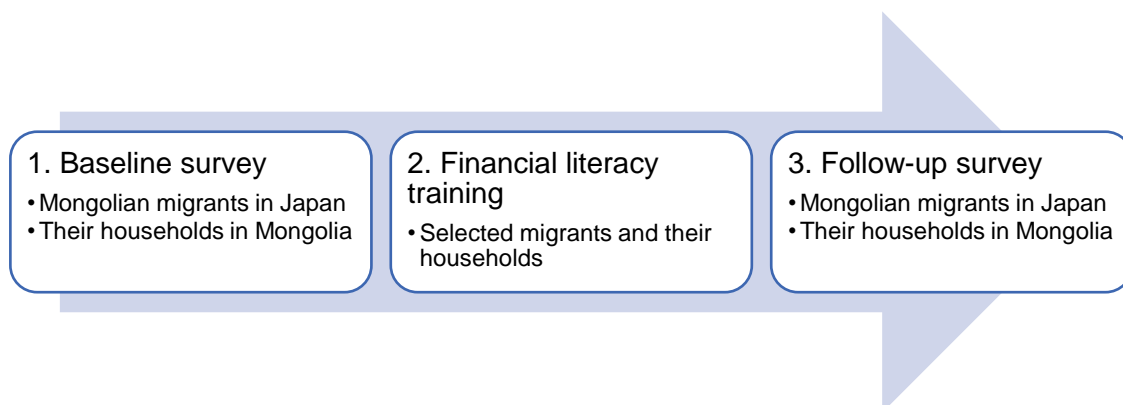 1. Baseline survey
• Mongolian migrants in Japan
• Their households in Mongolia
2. Financial literacy
training
• Selected migrants and their
households
3. Follow-up survey
• Mongolian migrants in Japan
• Their households in Mongolia